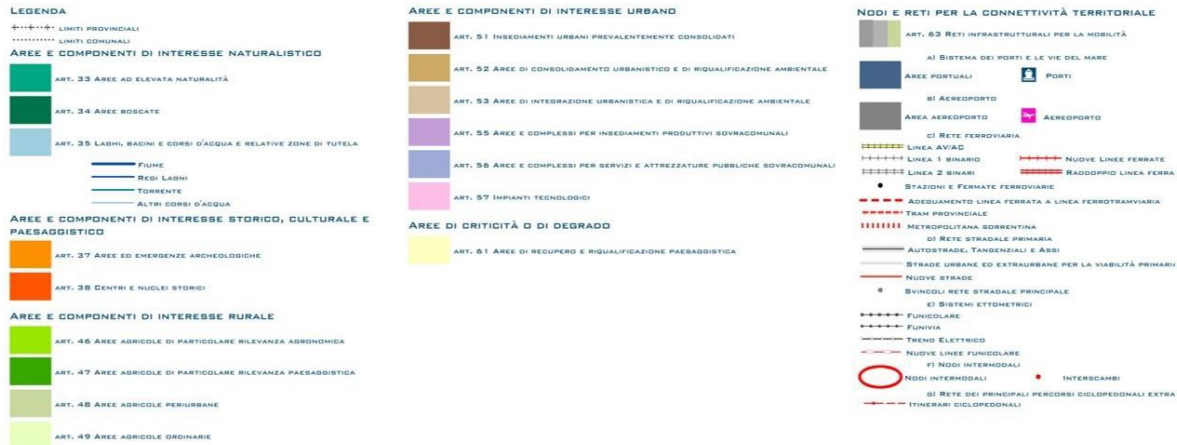 LEGENDA
LIMITI PROVINCIALI
LIMITI COMUNALI
AREE E COMPONENTI DI INTERESSE NATURALISTICO
ART. 33 AREE AD ELEVATA NATURALITÀ
ART. 34 AREE BOSCATE
ART. 35 LAGHI, BACINI E CORSI D'ACQUA E RELATIVE ZONE DI TUTELA
FIUME
REGI LAGNI
TORRENTE
ALTRI CORSI D'ACQUA
AREE E COMPONENTI DI INTERESSE STORICO, CULTURALE E
PAESAGGISTICO
ART. 37 AREE ED EMERGENZE ARCHEOLOGICHE
ART. 38 CENTRI E NUCLEI STORICI
AREE E COMPONENTI DI INTERESSE RURALE
ART. 46 AREE AGRICOLE DI PARTICOLARE RILEVANZA AGRONOMICA
ART. 47 AREE AGRICOLE DI PARTICOLARE RILEVANZA PAESAGGISTICA
ART. 48 AREE AGRICOLE PERIURBANE
ART. 49 AREE AGRICOLE ORDINARIE
AREE E COMPONENTI DI INTERESSE URBANO
ART. 51 INSEDIAMENTI URBANI PREVALENTEMENTE CONSOLIDATI
ART. 52 AREE DI CONSOLIDAMENTO URBANISTICO E DI RIQUALIFICAZIONE AMBIENTALE
ART. 53 AREE DI INTEGRAZIONE URBANISTICA E DI RIQUALIFICAZIONE AMBIENTALE
ART. 55 AREE E COMPLESSI PER INSEDIAMENTI PRODUTTIVI SOVRACOMUNALI
ART. 56 AREE E COMPLESSI PER SERVIZI E ATTREZZATURE PUBBLICHE SOVRACOMUNALI
ART. 57 IMPIANTI TECNOLOGICI
AREE DI CRITICITÀ O DI DEGRADO
ART. 61 AREE DI RECUPERO E RIQUALIFICAZIONE PAESAGGISTICA
NODI E RETI PER LA CONNETTIVITÀ TERRITORIALE
ART. 63 RETI INFRASTRUTTURALI PER LA MOBILITÀ
A) SISTEMA DEI PORTI E LE VIE DEL MARE
AREE PORTUALI PORTI
B) AEREOPORTO
AREA AEREOPORTO AEREOPORTO
C) RETE FERROVIARIA
LINEA AV/AC
LINEA 1 BINARIO NUOVE LINEE FERRATE
LINEA 2 BINARI RADDOPPIO LINEA FERRA
STAZIONI E FERMATE FERROVIARIE
ADEGUAMENTO LINEA FERRATA A LINEA FERROTRAMVIARIA
TRAM PROVINCIALE
METROPOLITANA SORRENTINA
D) RETE STRADALE PRIMARIA
AUTOSTRADE, TANGENZIALI E ASSI
STRADE URBANE ED EXTRAURBANE PER LA VIABILITÀ PRIMARI
NUOVE STRADE
SVINCOLI RETE STRADALE PRINCIPALE
E) SISTEMI ETTOMETRICI
FUNICOLARE
FUNIVIA
TRENO ELETTRICO
NUOVE LINEE FUNICOLARE
F) NODI INTERMODALI
NODI INTERMODALI INTERSCAMBI
G) RETE DEI PRINCIPALI PERCORSI CICLOPEDONALI EXTRA
ITINERARI CICLOPEDONALI